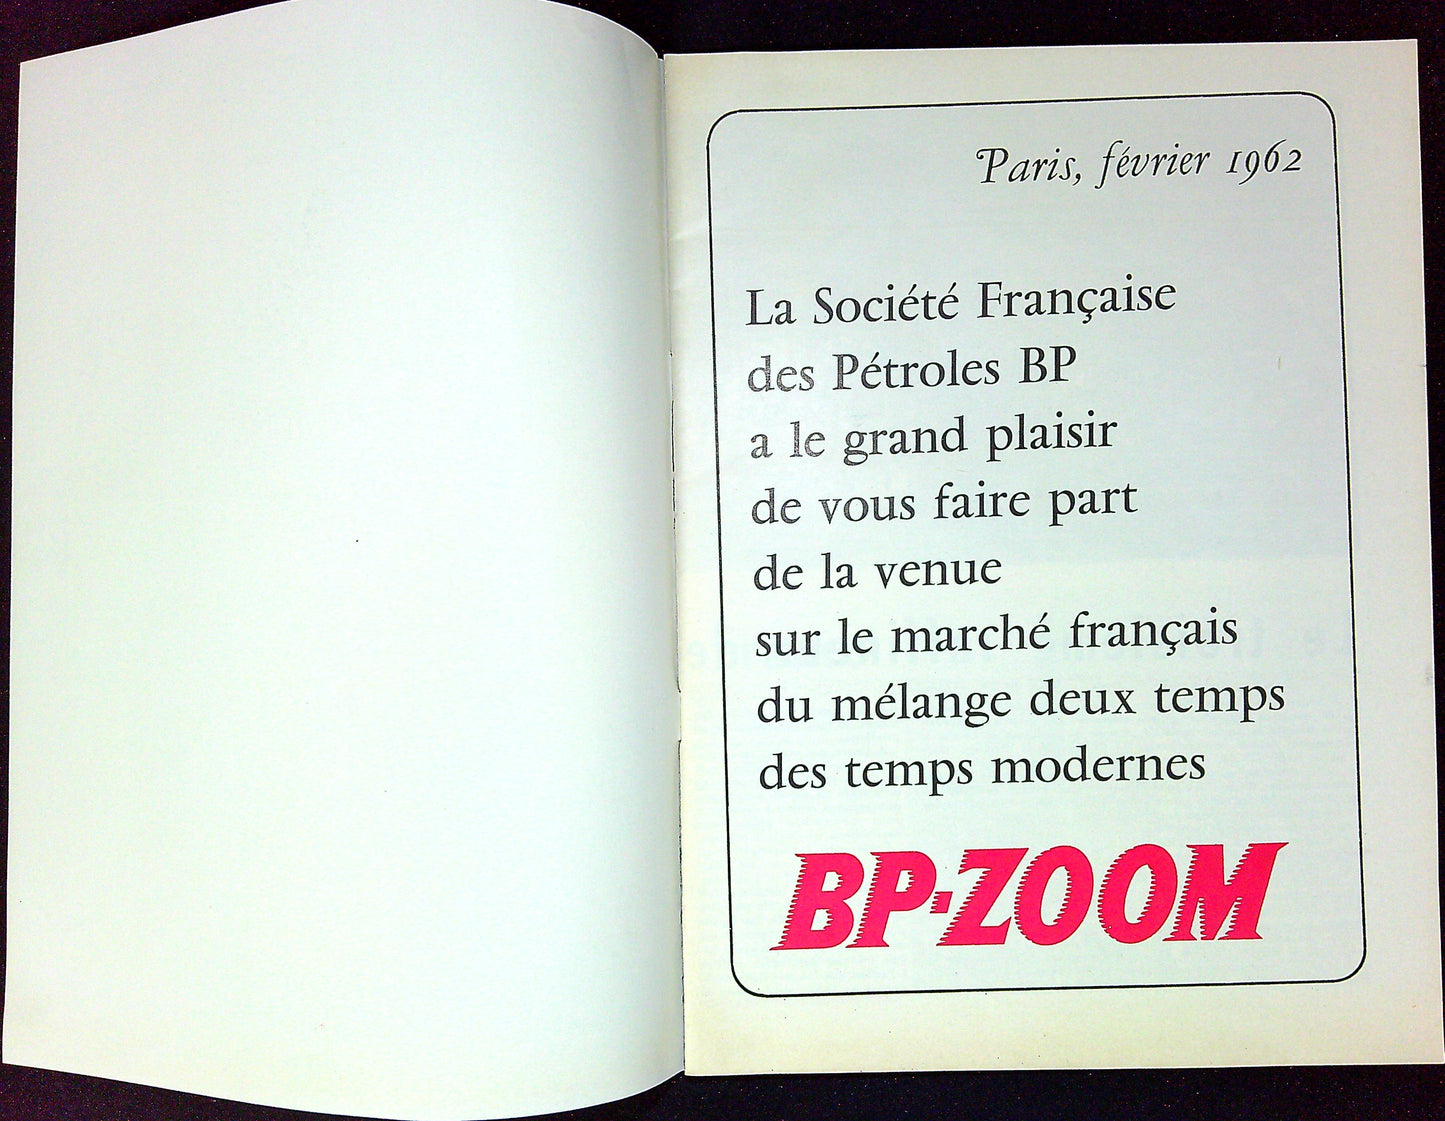 Paris, février 1962
La Société Française
des Pétroles BP
a le grand plaisir
de vous faire part
de la venue
sur le marché français
du mélange deux temps
des temps modernes
BP-ZOOM